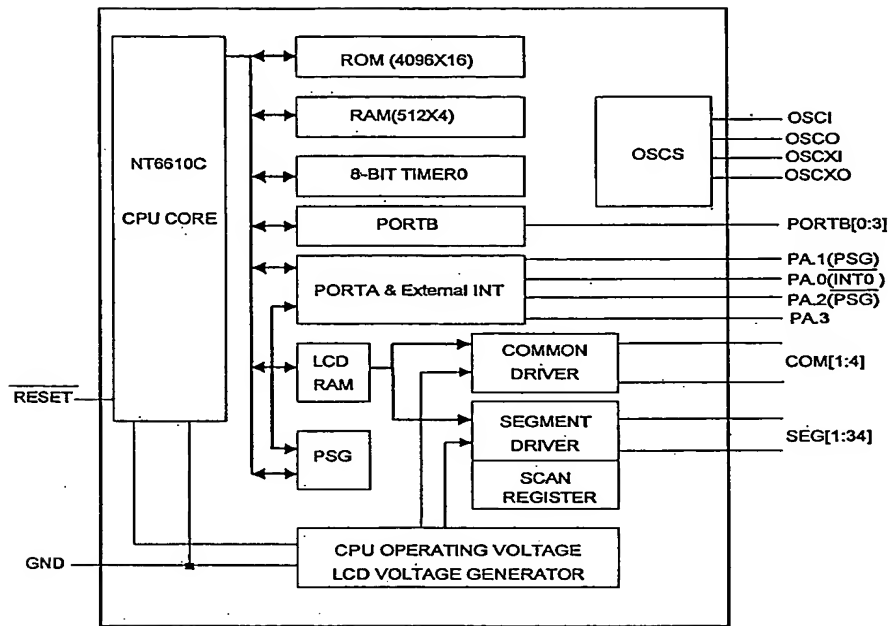 ROM (4096X16)
RAM(512X4)
NT6610C
CPU CORE
8-BIT TIMER0
PORTB
PORTA & External INT
LCD
RAM
PSG
COMMON
DRIVER
SEGMENT
DRIVER
SCAN
REGISTER
CPU OPERATING VOLTAGE
LCD VOLTAGE GENERATOR
OSCS
OSCI
OSCO
OSCXI
OSCXO
PORTB[0:3]
PA.1(PSG)
PA.0(INT0)
PA.2(PSG)
PA.3
COM[1:4]
SEG[1:34]
RESET
GND